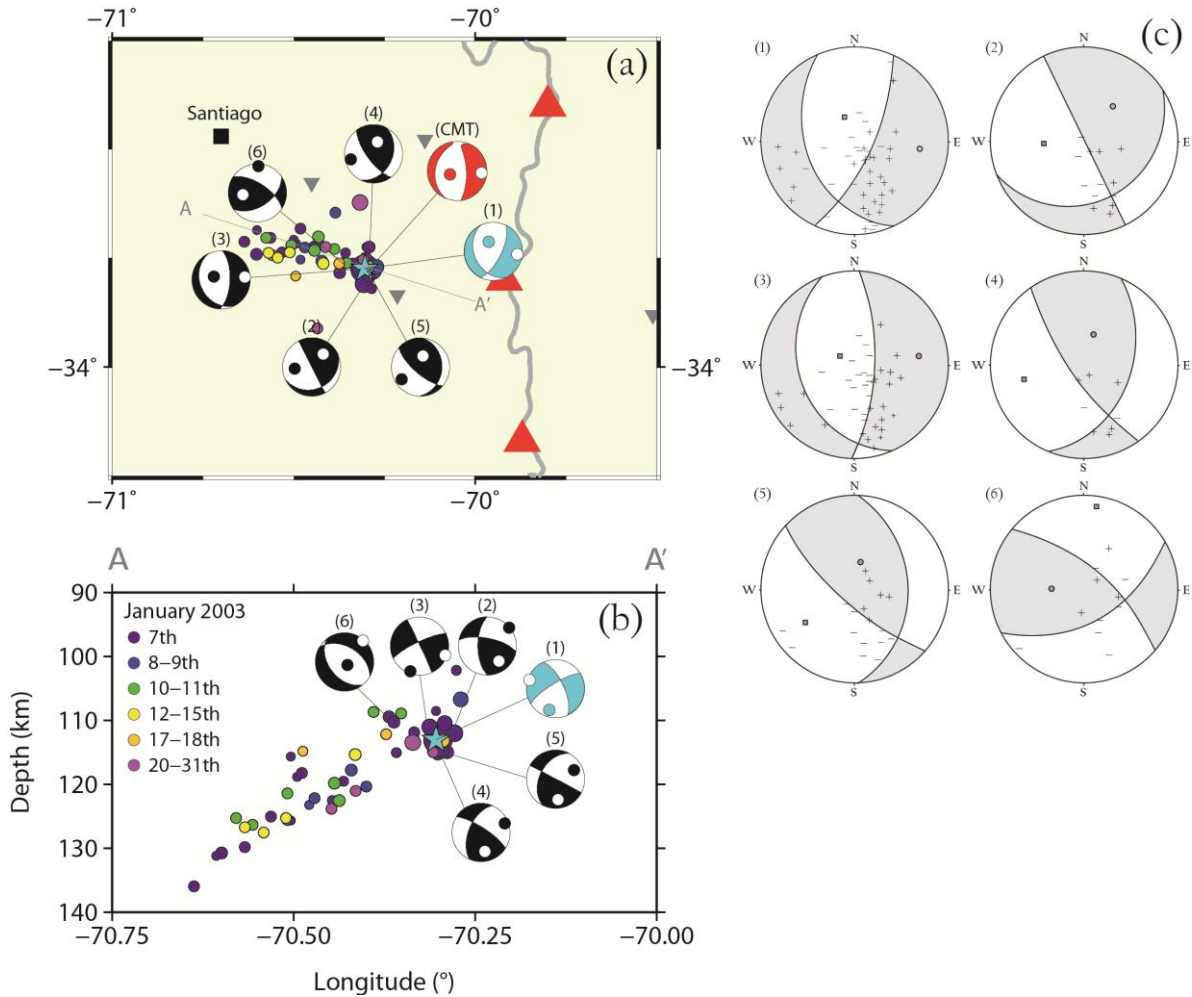 −71˚ −70˚
(a)
Santiago
(4)
(CMT)
(6)
(1)
A
(3)
A'
(2)
(5)
−34˚ −34˚
−71˚ −70˚
A A'
90
100
110
120
130
140
Depth (km)
(b)
January 2003
7th
8−9th
10−11th
12−15th
17−18th
20−31th
(6)
(3)
(2)
(1)
(5)
(4)
−70.75 −70.50 −70.25 −70.00
Longitude (°)
(c)
(1)
N
W E
S
(2)
N
W E
S
(3)
N
W E
S
(4)
N
W E
S
(5)
N
W E
S
(6)
N
W E
S